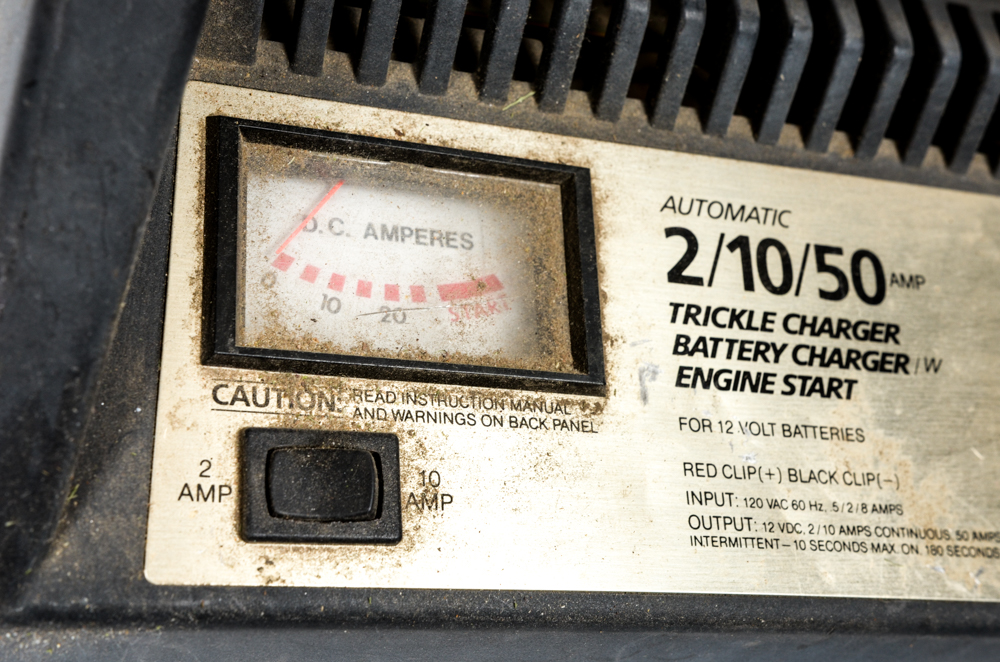 D.C. AMPERES
0 10 20 START
CAUTION: READ INSTRUCTION MANUAL
AND WARNINGS ON BACK PANEL
2 AMP
10 AMP
AUTOMATIC
2/10/50 AMP
TRICKLE CHARGER
BATTERY CHARGER / W
ENGINE START
FOR 12 VOLT BATTERIES
RED CLIP(+) BLACK CLIP(-)
INPUT: 120 VAC 60 Hz, .5/2/8 AMPS
OUTPUT: 12 VDC, 2/10 AMPS CONTINUOUS, 50 AMPS
INTERMITTENT-10 SECONDS MAX. ON, 180 SECONDS